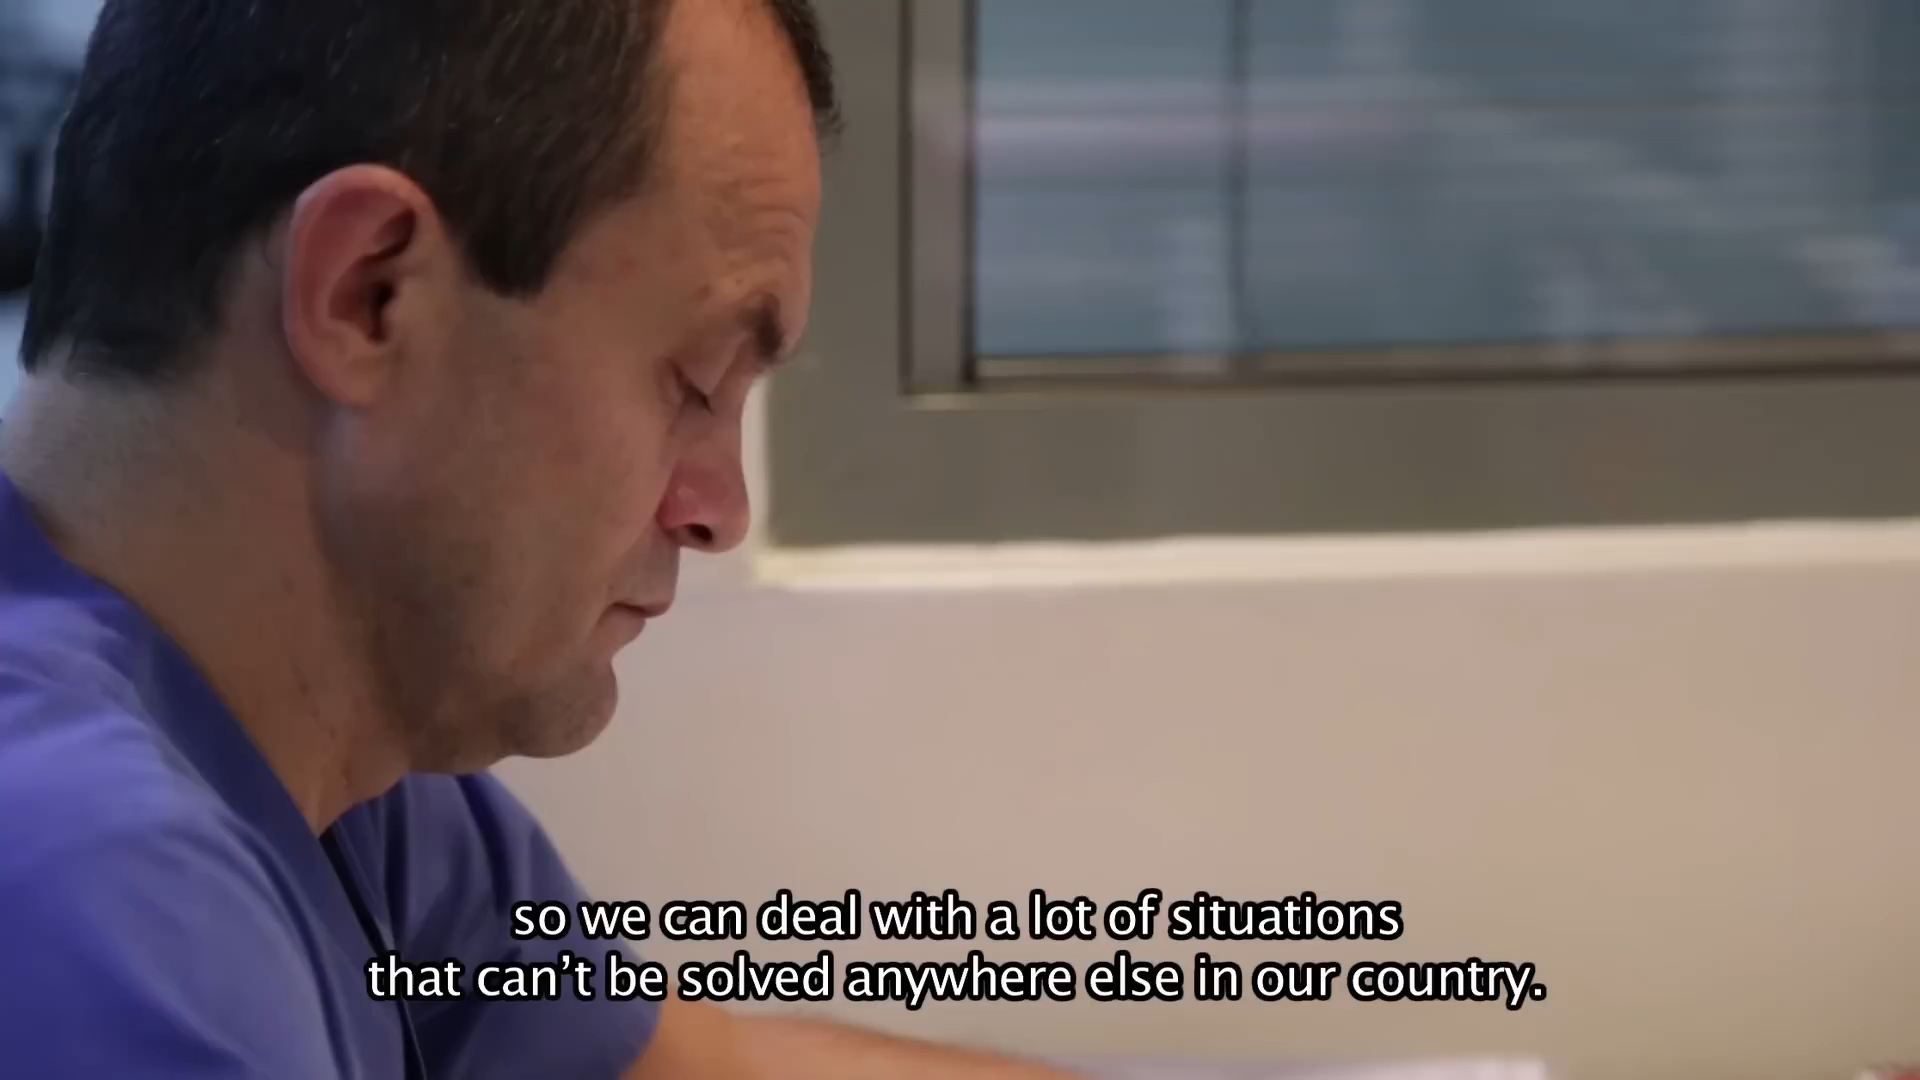 so we can deal with a lot of situations
that can’t be solved anywhere else in our country.